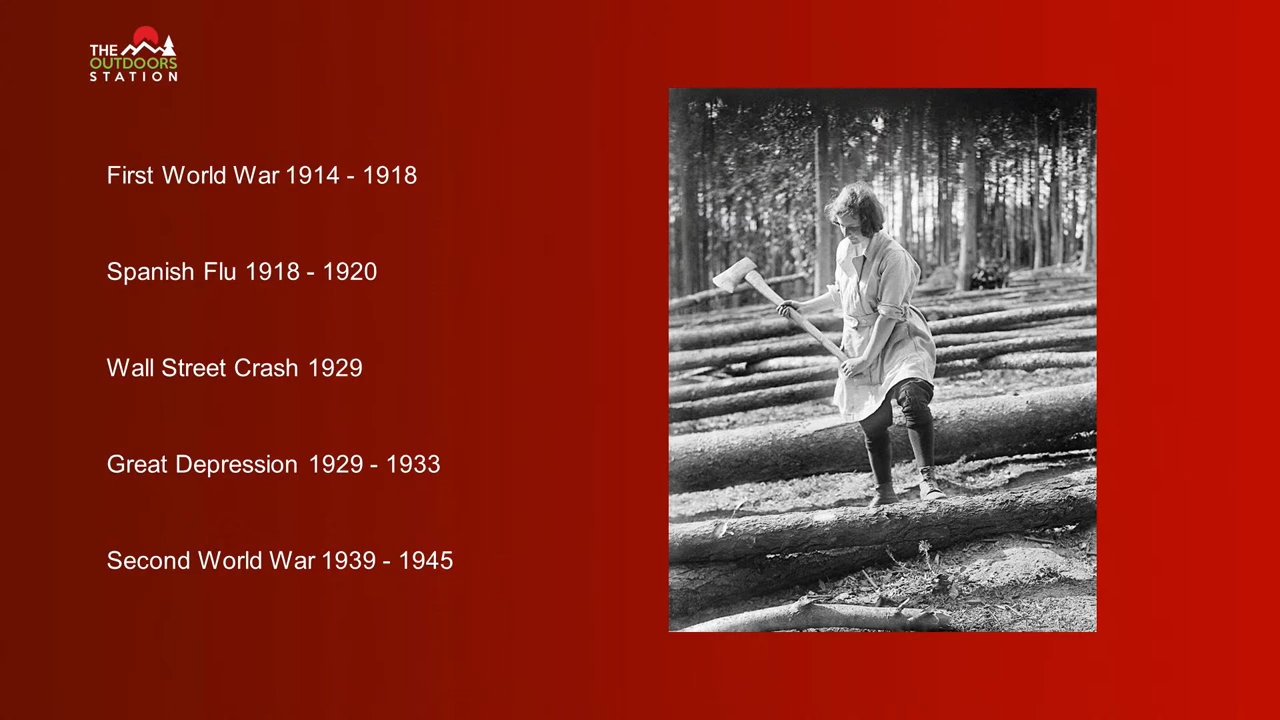 THE
OUTDOORS
STATION
First World War 1914 - 1918
Spanish Flu 1918 - 1920
Wall Street Crash 1929
Great Depression 1929 - 1933
Second World War 1939 - 1945